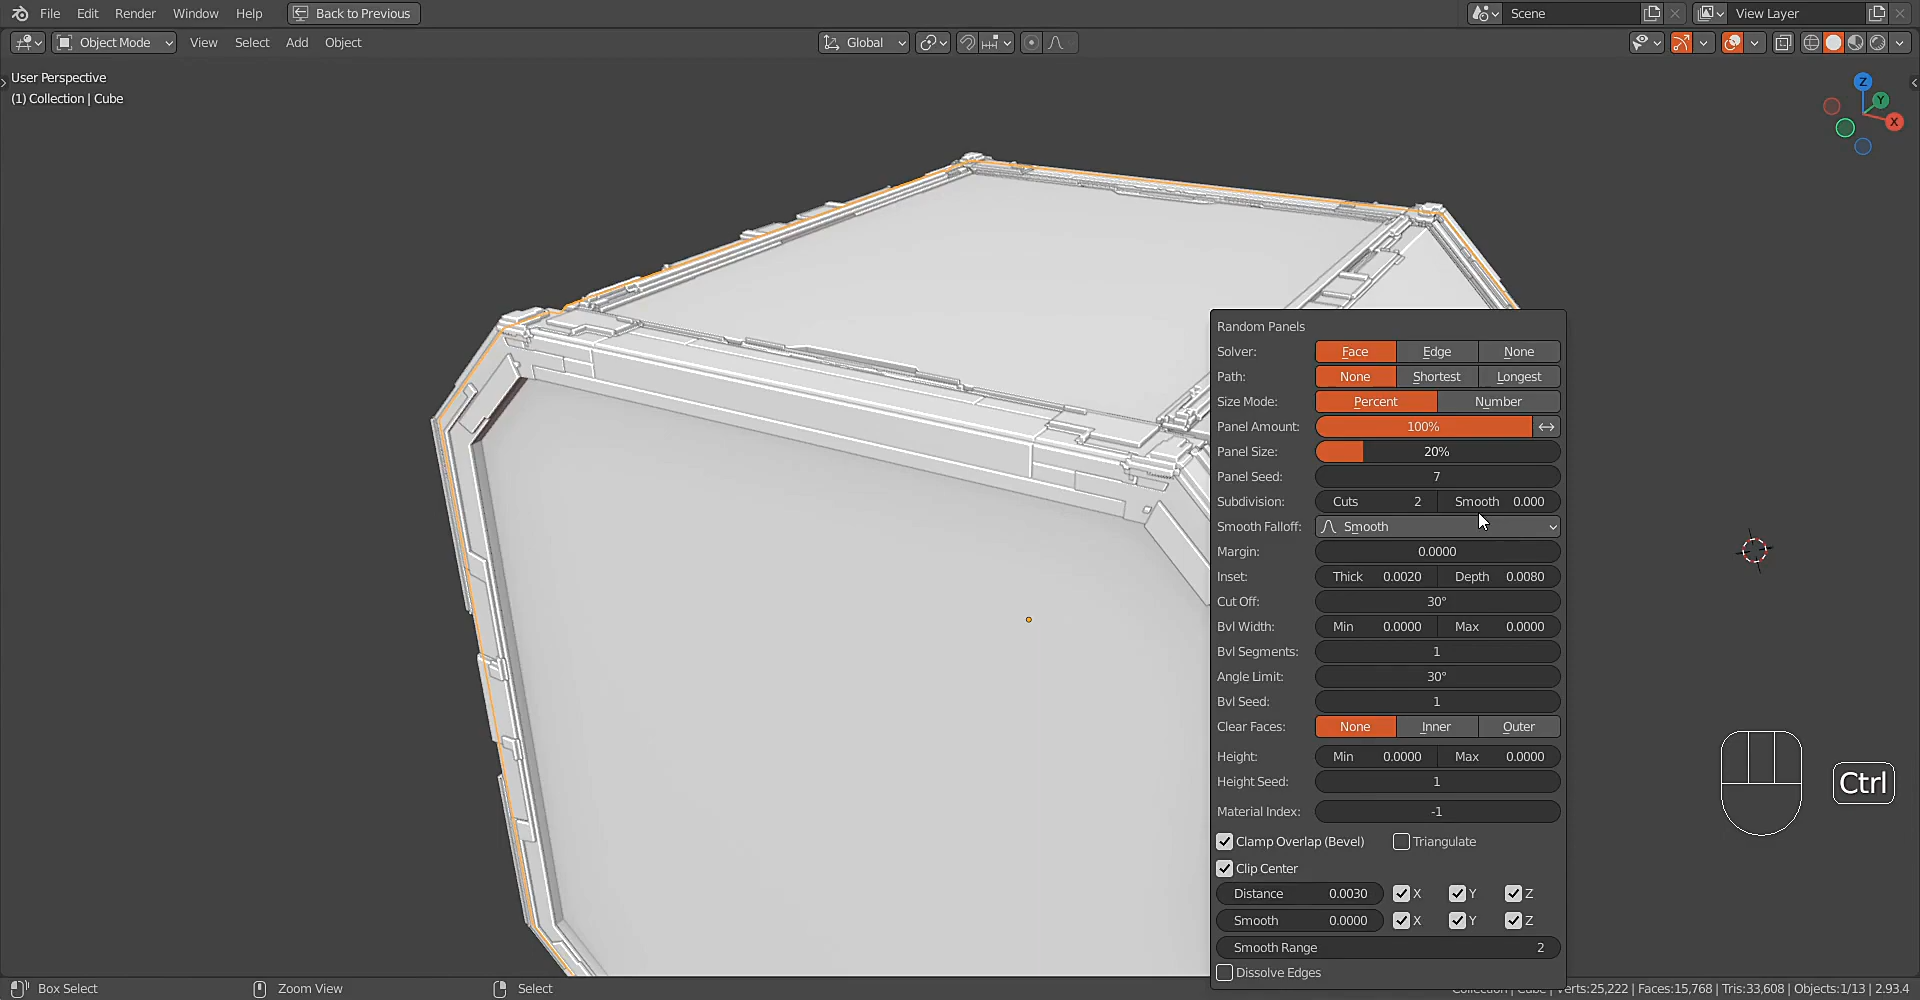 File Edit Render Window Help Back to Previous Scene View Layer
Object Mode View Select Add Object Global
User Perspective
(1) Collection | Cube
Z
Y
X
Random Panels
Solver: Face Edge None
Path: None Shortest Longest
Size Mode: Percent Number
Panel Amount: 100%
Panel Size: 20%
Panel Seed: 7
Subdivision: Cuts 2 Smooth 0.000
Smooth Falloff: Smooth
Margin: 0.0000
Inset: Thick 0.0020 Depth 0.0080
Cut Off: 30°
Bvl Width: Min 0.0000 Max 0.0000
Bvl Segments: 1
Angle Limit: 30°
Bvl Seed: 1
Clear Faces: None Inner Outer
Height: Min 0.0000 Max 0.0000
Height Seed: 1
Material Index: -1
Clamp Overlap (Bevel) Triangulate
Clip Center
Distance 0.0030 X Y Z
Smooth 0.0000 X Y Z
Smooth Range 2
Dissolve Edges
Ctrl
Box Select Zoom View Select Collection | Cube | Verts:25,222 | Faces:15,768 | Tris:33,608 | Objects:1/13 | 2.93.4